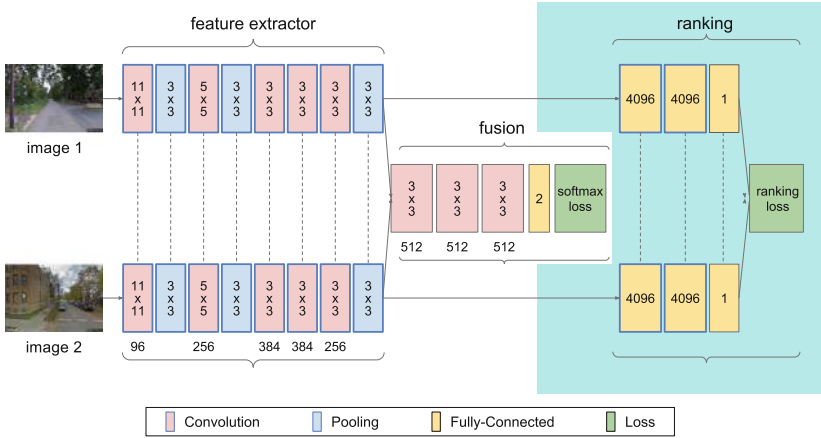 feature extractor
ranking
11 x 11
3 x 3
5 x 5
3 x 3
3 x 3
3 x 3
3 x 3
3 x 3
4096
4096
1
image 1
fusion
3 x 3
3 x 3
3 x 3
2
softmax loss
ranking loss
512
512
512
11 x 11
3 x 3
5 x 5
3 x 3
3 x 3
3 x 3
3 x 3
3 x 3
4096
4096
1
image 2
96
256
384
384
256
Convolution
Pooling
Fully-Connected
Loss